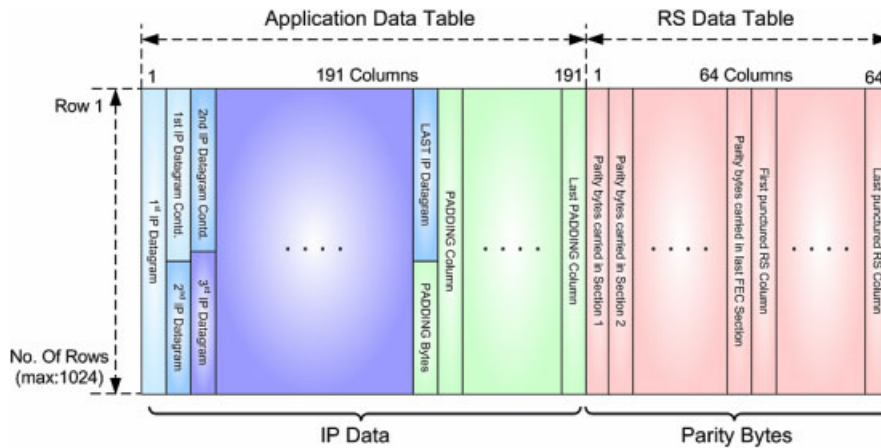 Application Data Table
RS Data Table
1
191 Columns
191
1
64 Columns
64
Row 1
No. Of Rows
(max:1024)
1st IP Datagram
1st IP Datagram Contd.
2nd IP Datagram
2nd IP Datagram Contd.
3rd IP Datagram
. . . .
LAST IP Datagram
PADDING Bytes
PADDING Column
. . . .
Last PADDING Column
Parity bytes carried in Section 1
Parity bytes carried in Section 2
. . . .
Parity bytes carried in last FEC Section
First punctured RS Column
. . . .
Last punctured RS Column
IP Data
Parity Bytes